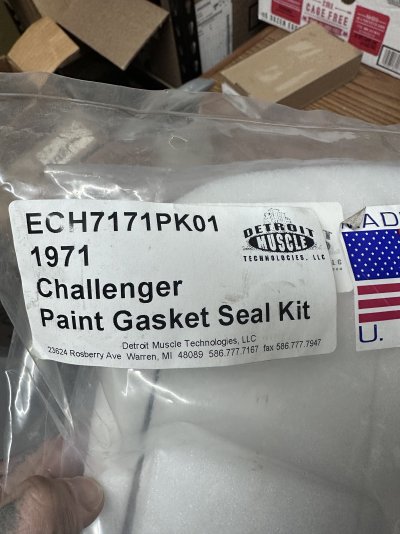 CAGE FREE
ECH7171PK01
1971
Challenger
Paint Gasket Seal Kit
DETROIT
MUSCLE
TECHNOLOGIES, LLC
Detroit Muscle Technologies, LLC
23624 Rosberry Ave Warren, MI 48089 586.777.7167 fax 586.777.7947
ADE
U.